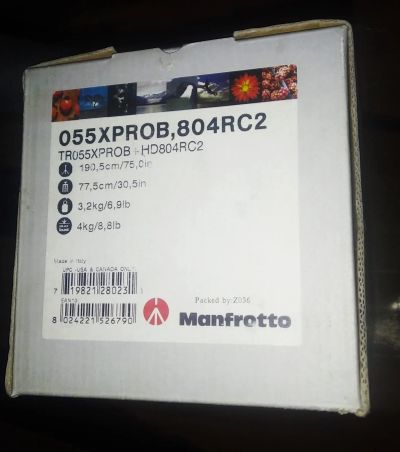 055XPROB,804RC2
TR055XPROB + HD804RC2
190,5cm/75,0in
77,5cm/30,5in
3,2kg/6,9lb
4kg/8,8lb
Made in Italy
UPC (USA & CANADA ONLY)
7 19821 28023
EAN13
8 024221 526790
Packed by:Z036
Manfrotto